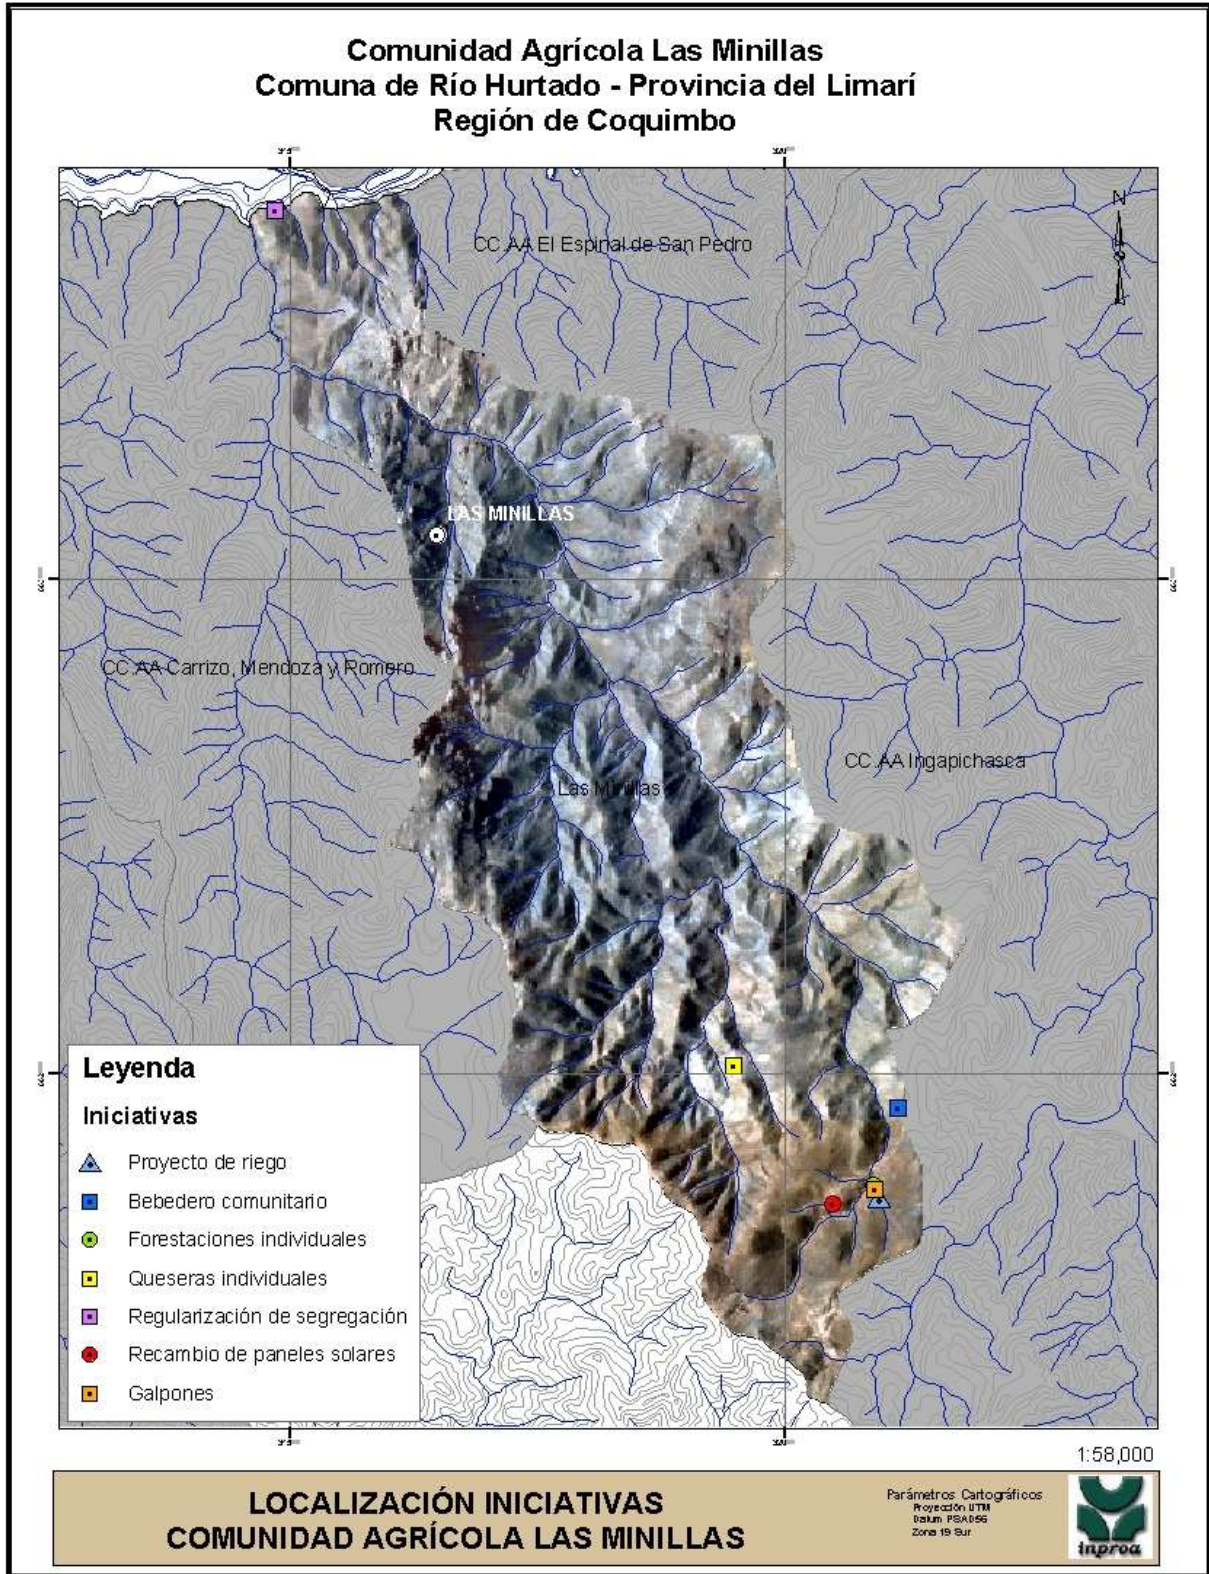 Comunidad Agrícola Las Minillas
Comuna de Río Hurtado - Provincia del Limarí
Región de Coquimbo
N
CC.AA El Espinal de San Pedro
LAS MINILLAS
CC.AA Carrizo, Mendoza y Romero
CC.AA Ingapichasca
Las Minillas
Leyenda
Iniciativas
Proyecto de riego
Bebedero comunitario
Forestaciones individuales
Queseras individuales
Regularización de segregación
Recambio de paneles solares
Galpones
1:58,000
LOCALIZACIÓN INICIATIVAS
COMUNIDAD AGRÍCOLA LAS MINILLAS
Parámetros Cartográficos
Proyección UTM
Datum PSAD56
Zona 19 Sur
inproa